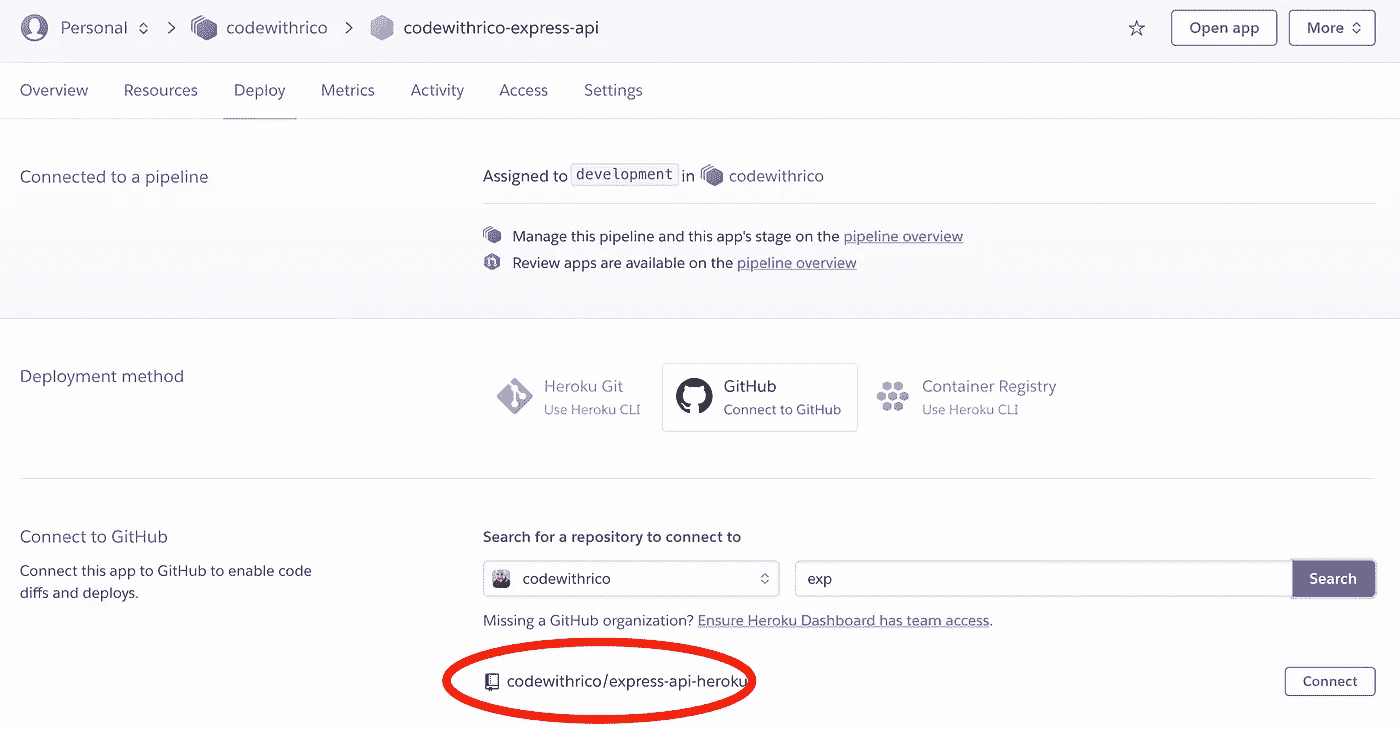 Personal > codewithrico > codewithrico-express-api Open app More
Overview Resources Deploy Metrics Activity Access Settings
Connected to a pipeline
Assigned to development in codewithrico
Manage this pipeline and this app's stage on the pipeline overview
Review apps are available on the pipeline overview
Deployment method
Heroku Git
Use Heroku CLI
GitHub
Connect to GitHub
Container Registry
Use Heroku CLI
Connect to GitHub
Connect this app to GitHub to enable code
diffs and deploys.
Search for a repository to connect to
codewithrico exp Search
Missing a GitHub organization? Ensure Heroku Dashboard has team access.
codewithrico/express-api-heroku Connect